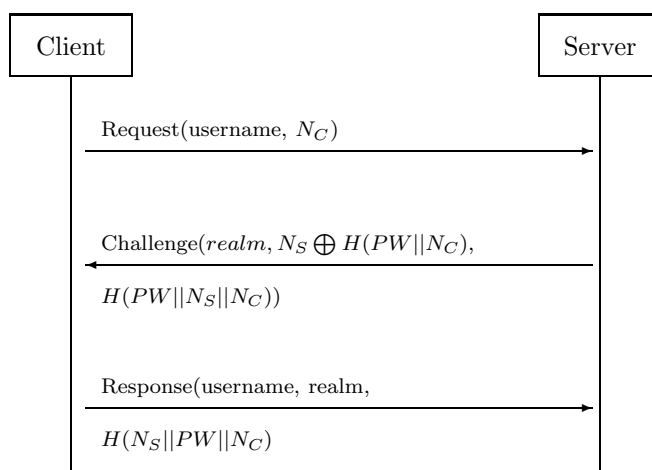 Client
Server
Request(username, N_C)
Challenge(realm, N_S ⨁ H(PW||N_C),
H(PW||N_S||N_C))
Response(username, realm,
H(N_S||PW||N_C)